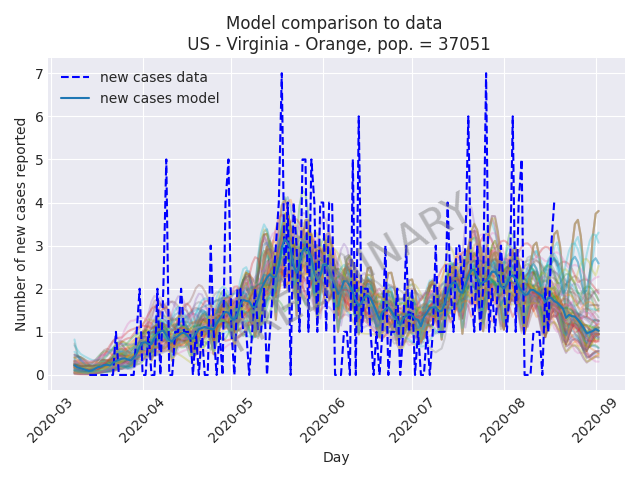 Model comparison to data
US - Virginia - Orange, pop. = 37051
7
6
5
4
3
2
1
0
Number of new cases reported
new cases data
new cases model
2020-03
2020-04
2020-05
2020-06
2020-07
2020-08
2020-09
Day